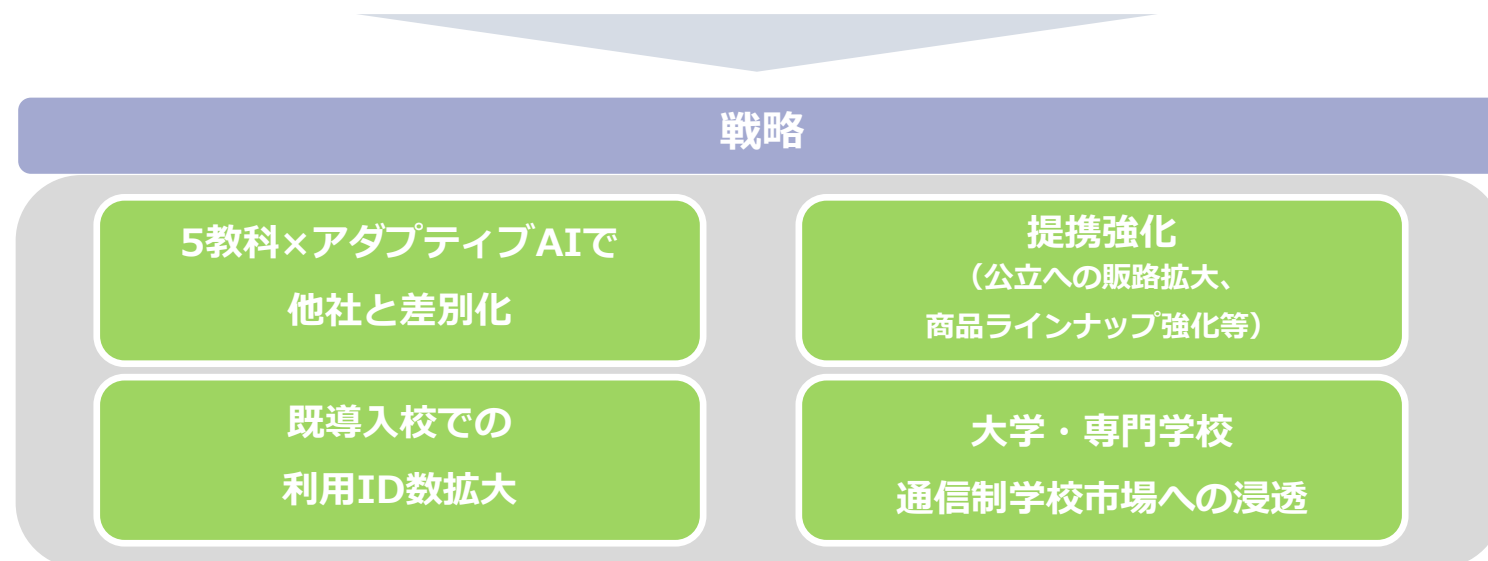 戦略
5教科×アダプティブAIで
他社と差別化
提携強化
（公立への販路拡大、
商品ラインナップ強化等）
既導入校での
利用ID数拡大
大学・専門学校
通信制学校市場への浸透